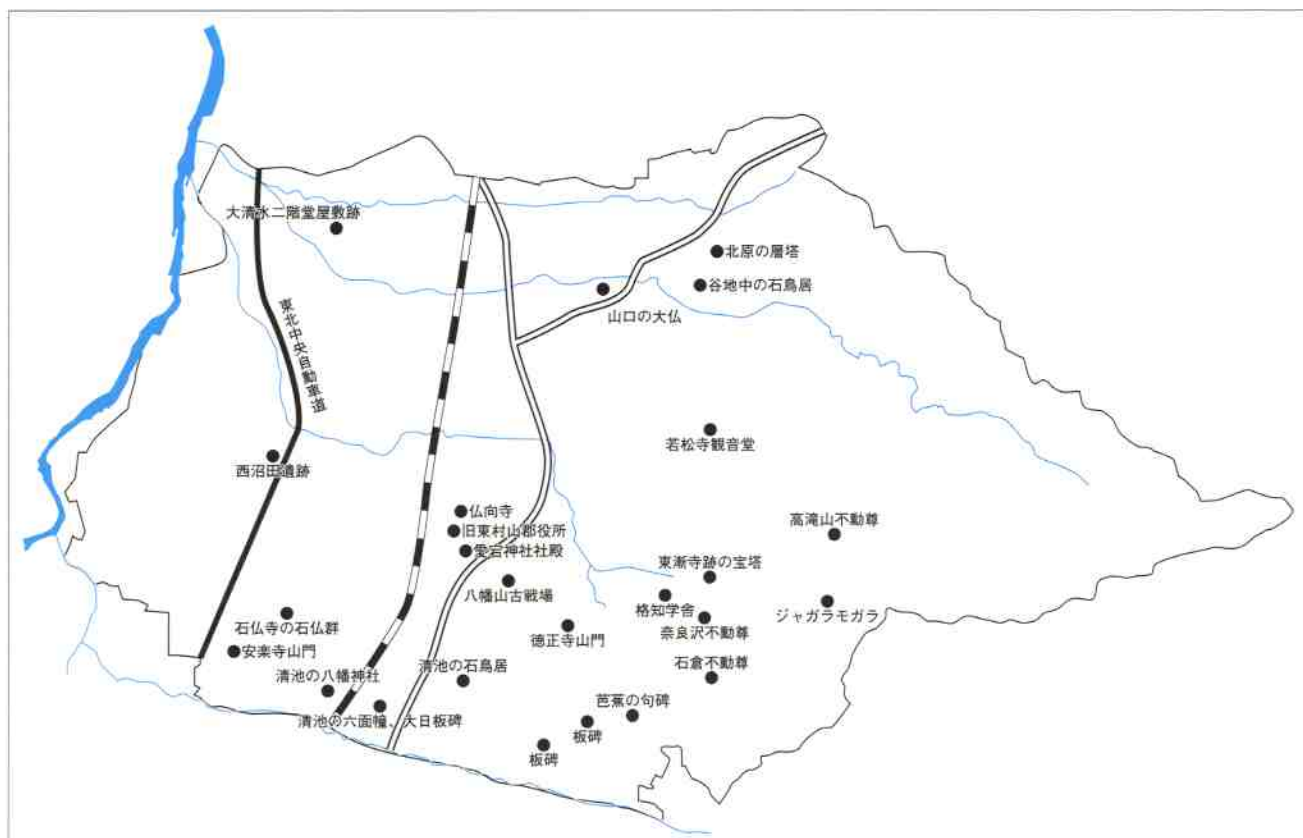 大清水二階堂屋敷跡
北原の層塔
谷地中の石鳥居
山口の大仏
東北中央自動車道
若松寺観音堂
西沼田遺跡
仏向寺
旧東村山郡役所
愛宕神社社殿
高滝山不動尊
東漸寺跡の宝塔
八幡山古戦場
格知学舎
ジャガラモガラ
石仏寺の石仏群
徳正寺山門
奈良沢不動尊
安楽寺山門
清池の石鳥居
石倉不動尊
清池の八幡神社
芭蕉の句碑
清池の六面幢、大日板碑
板碑
板碑